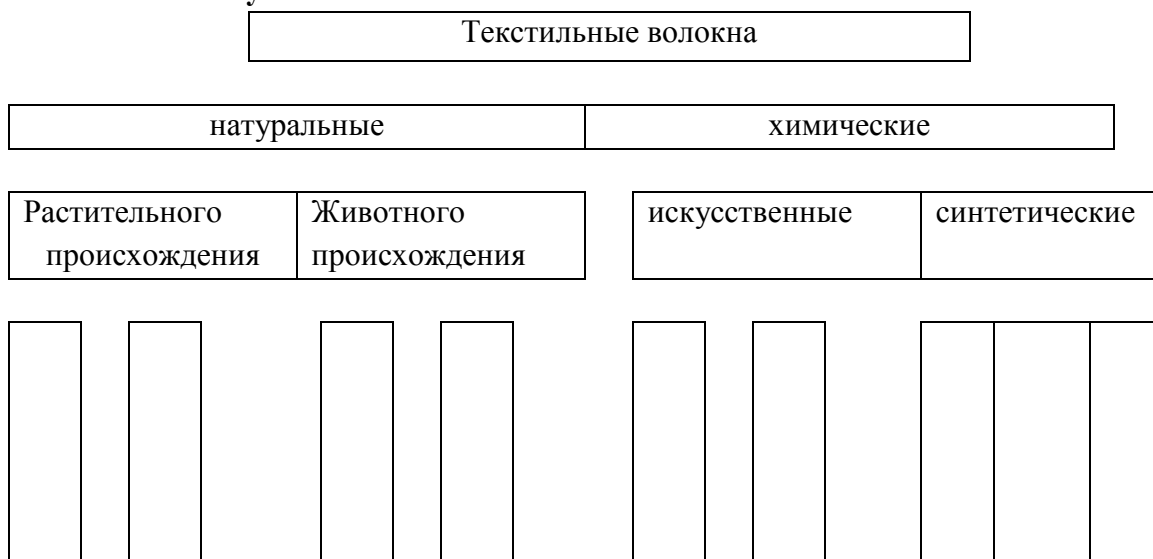 Текстильные волокна
натуральные химические
Растительного Животного искусственные синтетические
происхождения происхождения